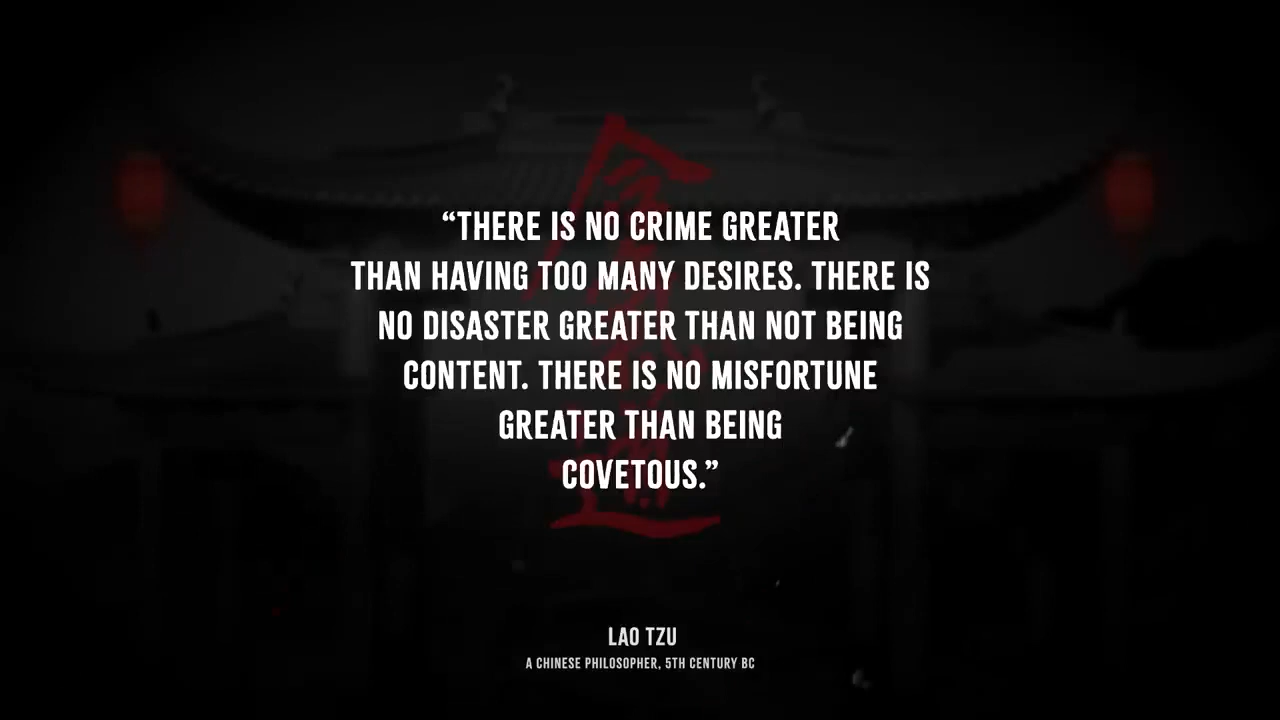 “THERE IS NO CRIME GREATER
THAN HAVING TOO MANY DESIRES. THERE IS
NO DISASTER GREATER THAN NOT BEING
CONTENT. THERE IS NO MISFORTUNE
GREATER THAN BEING
COVETOUS.”
LAO TZU
A CHINESE PHILOSOPHER, 5TH CENTURY BC